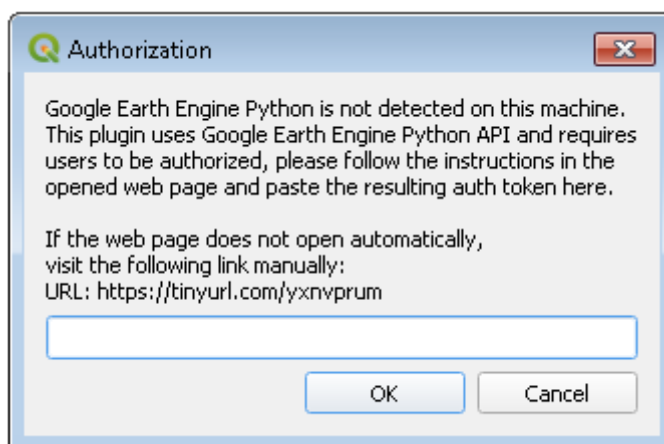 Authorization
Google Earth Engine Python is not detected on this machine.
This plugin uses Google Earth Engine Python API and requires
users to be authorized, please follow the instructions in the
opened web page and paste the resulting auth token here.
If the web page does not open automatically,
visit the following link manually:
URL: https://tinyurl.com/yxnvprum
OK
Cancel